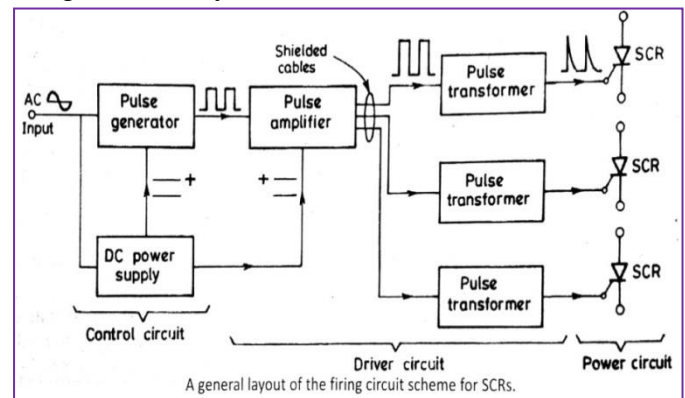 Shielded
cables
AC
Input
Pulse
generator
Pulse
amplifier
Pulse
transformer
SCR
+
+
Pulse
transformer
SCR
DC power
supply
Pulse
transformer
SCR
Control circuit
Driver circuit
Power circuit
A general layout of the firing circuit scheme for SCRs.